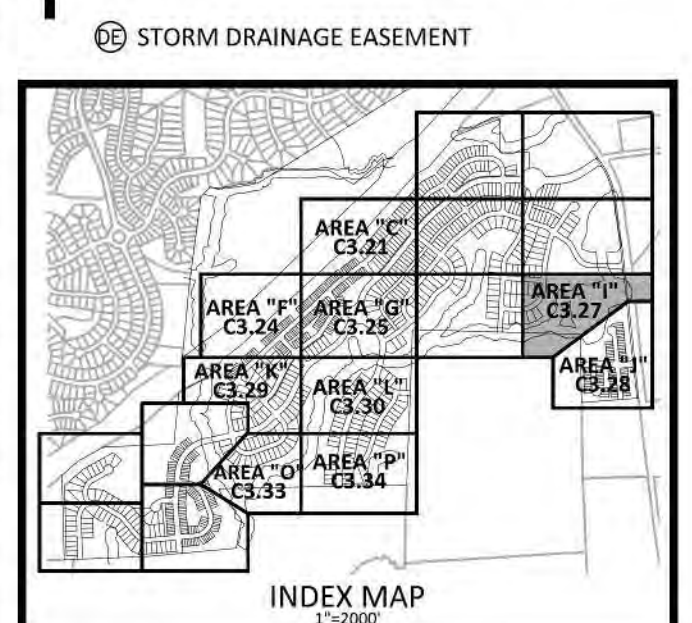 DE STORM DRAINAGE EASEMENT
AREA "C"
C3.21
AREA "F"
C3.24
AREA "G"
C3.25
AREA "I"
C3.27
AREA "J"
C3.28
AREA "K"
C3.29
AREA "L"
C3.30
AREA "O"
C3.33
AREA "P"
C3.34
INDEX MAP
1"=2000'